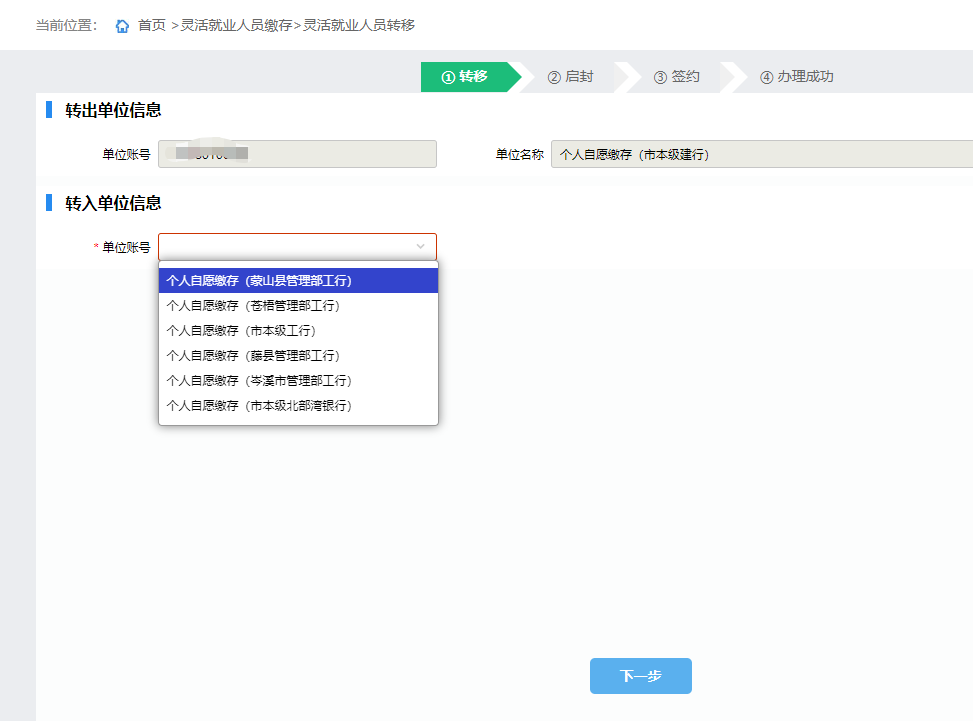 当前位置： 首页 >灵活就业人员缴存>灵活就业人员转移
① 转移 ② 启封 ③ 签约 ④ 办理成功
转出单位信息
单位账号 单位名称 个人自愿缴存（市本级建行）
转入单位信息
* 单位账号
个人自愿缴存（蒙山县管理部工行）
个人自愿缴存（苍梧管理部工行）
个人自愿缴存（市本级工行）
个人自愿缴存（藤县管理部工行）
个人自愿缴存（岑溪市管理部工行）
个人自愿缴存（市本级北部湾银行）
下一步